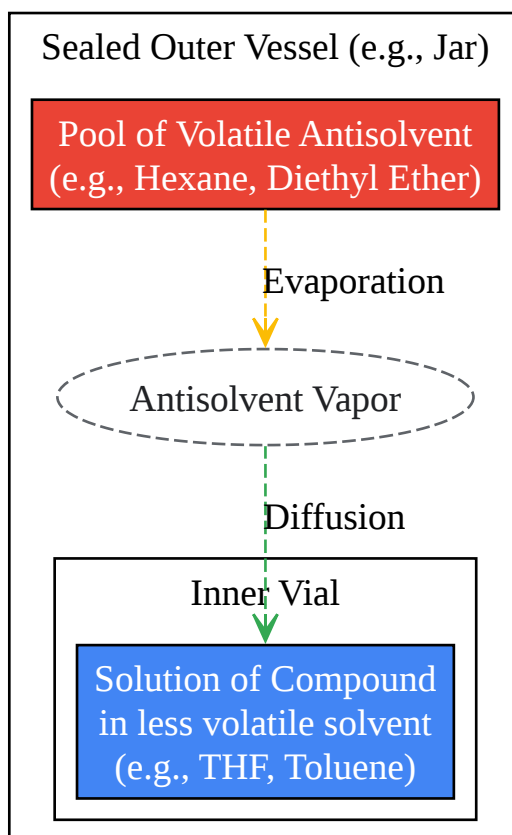 Sealed Outer Vessel (e.g., Jar)
Pool of Volatile Antisolvent
(e.g., Hexane, Diethyl Ether)
Evaporation
Antisolvent Vapor
Diffusion
Inner Vial
Solution of Compound
in less volatile solvent
(e.g., THF, Toluene)